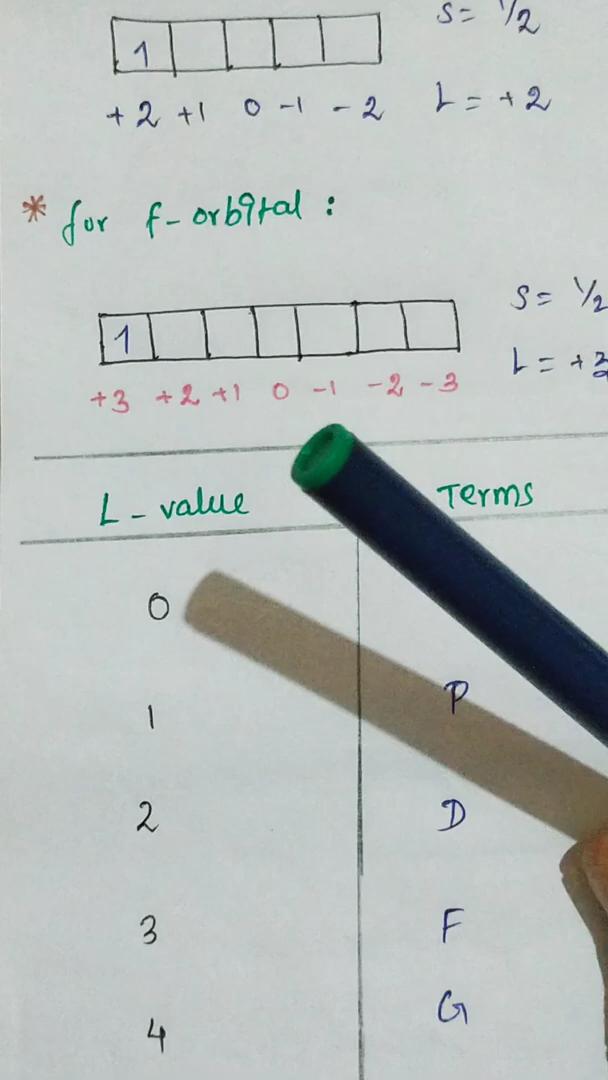 1 S= 1/2
+2 +1 0 -1 -2 L= +2
* for f-orbital :
1 S= 1/2
+3 +2 +1 0 -1 -2 -3 L= +3
L-value Terms
0
1 P
2 D
3 F
4 G